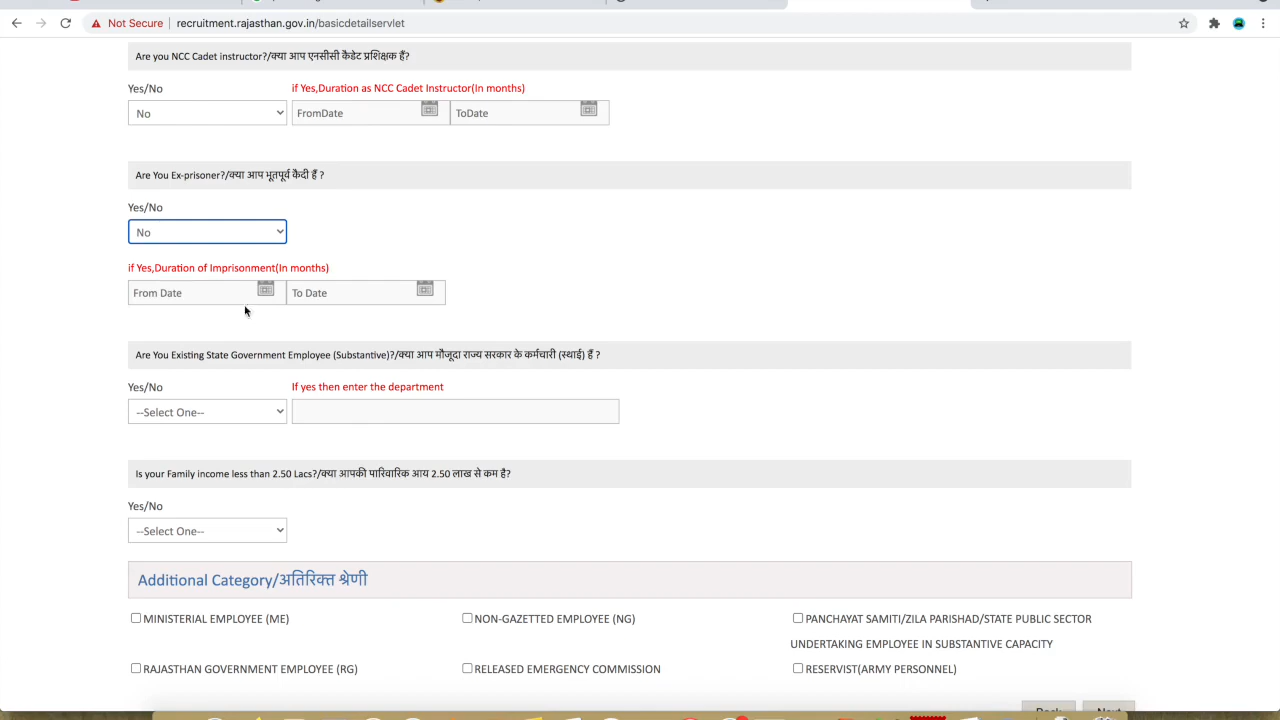 Not Secure recruitment.rajasthan.gov.in/basicdetailservlet
Are you NCC Cadet instructor?/क्या आप एनसीसी कैडेट प्रशिक्षक हैं?
Yes/No if Yes,Duration as NCC Cadet Instructor(In months)
No FromDate ToDate
Are You Ex-prisoner?/क्या आप भूतपूर्व कैदी हैं ?
Yes/No
No
if Yes,Duration of Imprisonment(In months)
From Date To Date
Are You Existing State Government Employee (Substantive)?/क्या आप मौजूदा राज्य सरकार के कर्मचारी (स्थाई) हैं ?
Yes/No If yes then enter the department
--Select One--
Is your Family income less than 2.50 Lacs?/क्या आपकी पारिवारिक आय 2.50 लाख से कम है?
Yes/No
--Select One--
Additional Category/अतिरिक्त श्रेणी
MINISTERIAL EMPLOYEE (ME) NON-GAZETTED EMPLOYEE (NG) PANCHAYAT SAMITI/ZILA PARISHAD/STATE PUBLIC SECTOR
UNDERTAKING EMPLOYEE IN SUBSTANTIVE CAPACITY
RAJASTHAN GOVERNMENT EMPLOYEE (RG) RELEASED EMERGENCY COMMISSION RESERVIST(ARMY PERSONNEL)
Back Next